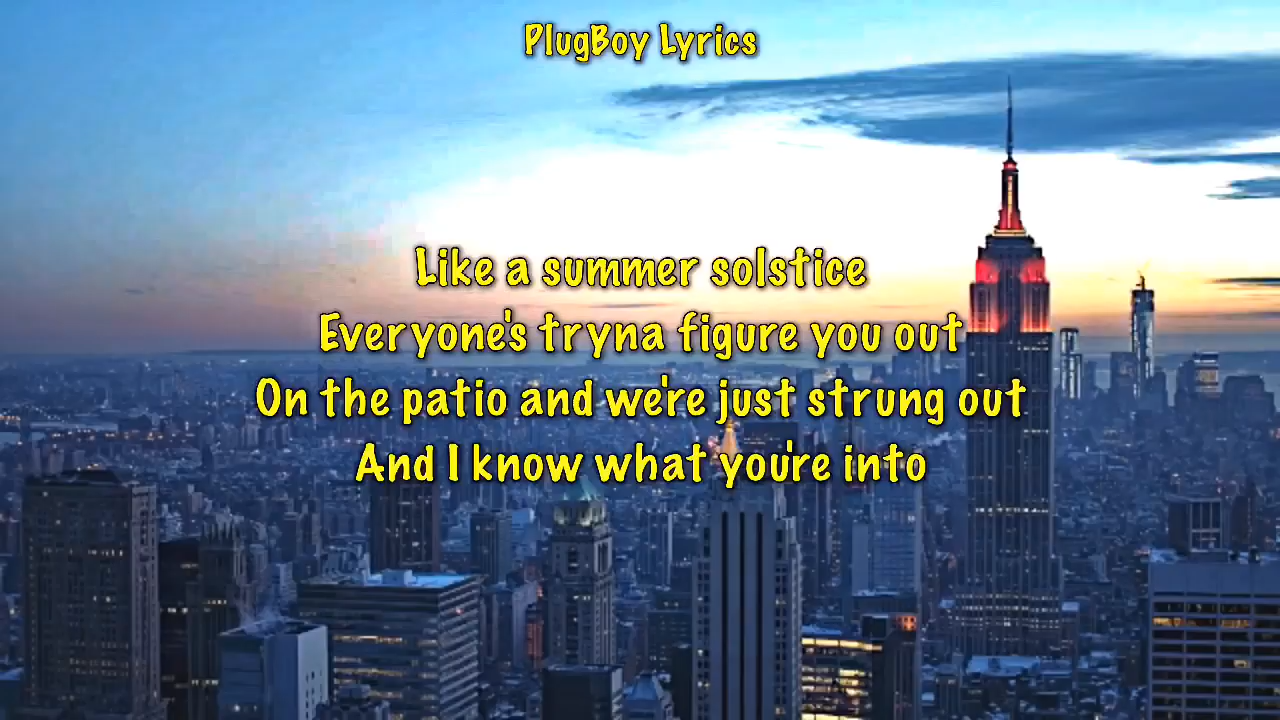 PlugBoy Lyrics
Like a summer solstice
Everyone's tryna figure you out
On the patio and we're just strung out
And I know what you're into